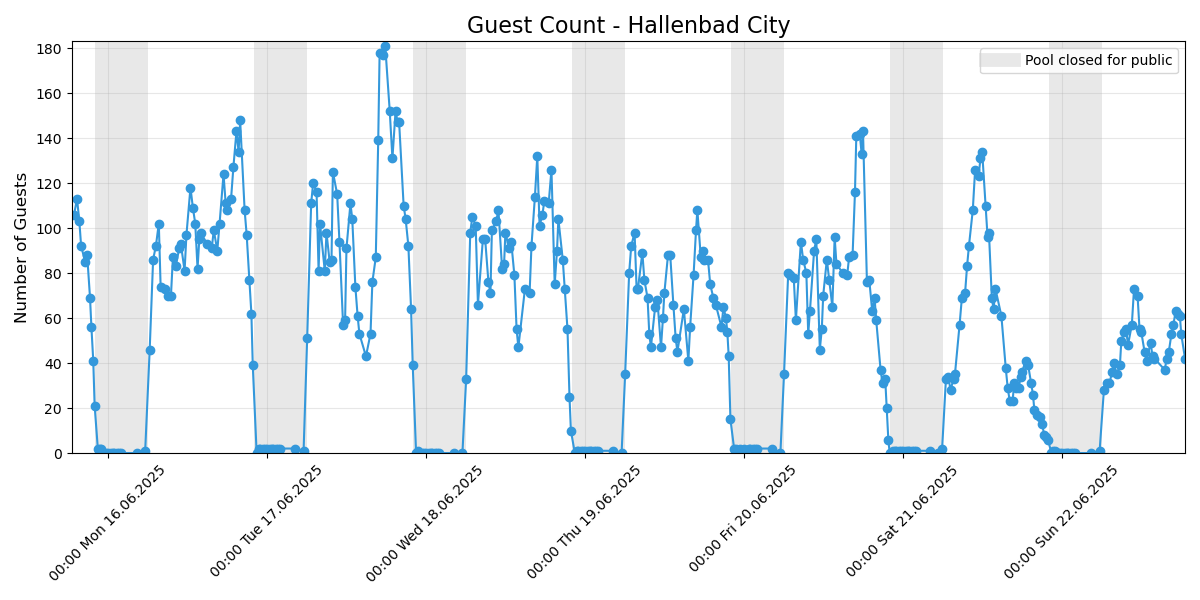 Guest Count - Hallenbad City
Pool closed for public
Number of Guests
180
160
140
120
100
80
60
40
20
0
00:00 Mon 16.06.2025
00:00 Tue 17.06.2025
00:00 Wed 18.06.2025
00:00 Thu 19.06.2025
00:00 Fri 20.06.2025
00:00 Sat 21.06.2025
00:00 Sun 22.06.2025